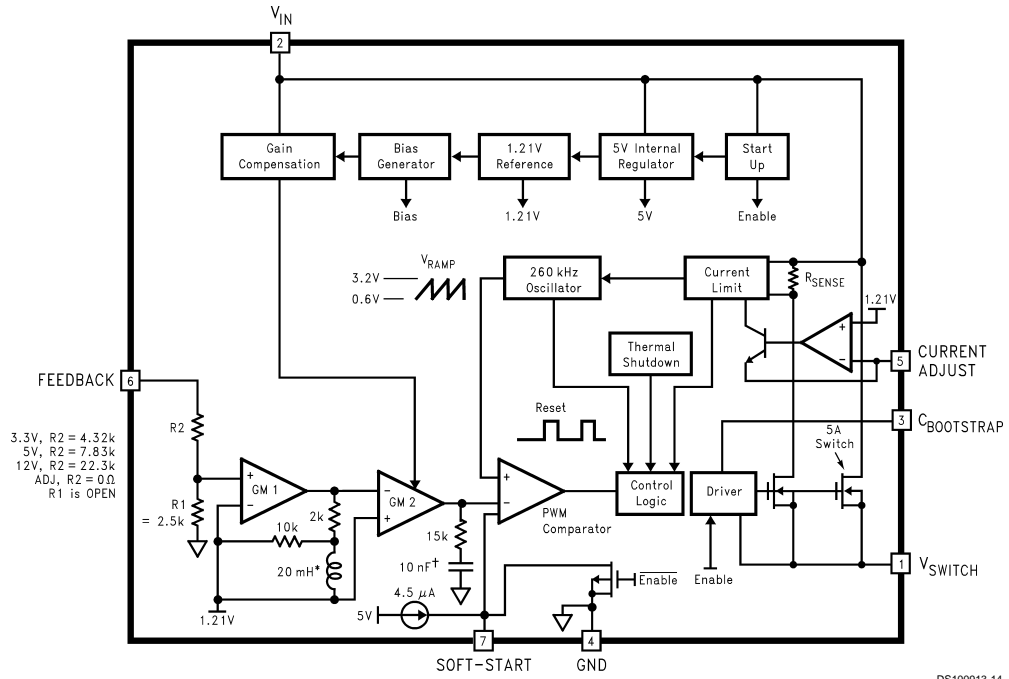 V_IN
2
Gain
Compensation
Bias
Generator
1.21V
Reference
5V Internal
Regulator
Start
Up
Bias
1.21V
5V
Enable
V_RAMP
3.2V
0.6V
260 kHz
Oscillator
Current
Limit
R_SENSE
1.21V
+
−
5
CURRENT
ADJUST
Thermal
Shutdown
FEEDBACK
6
3
C_BOOTSTRAP
5A
Switch
Reset
R2
3.3V, R2 = 4.32k
5V, R2 = 7.83k
12V, R2 = 22.3k
ADJ, R2 = 0Ω
R1 is OPEN
R1
= 2.5k
+
GM 1
−
−
GM 2
+
+
−
PWM
Comparator
Control
Logic
Driver
2k
10k
20 mH*
15k
10 nF†
1.21V
4.5 μA
5V
E̅n̅a̅b̅l̅e̅
Enable
1
V_SWITCH
7
SOFT-START
4
GND
DS100913-14